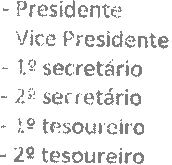 - Presidente
Vice Presidente
- 1º secretário
- 2º secretário
- 1º tesoureiro
- 2º tesoureiro